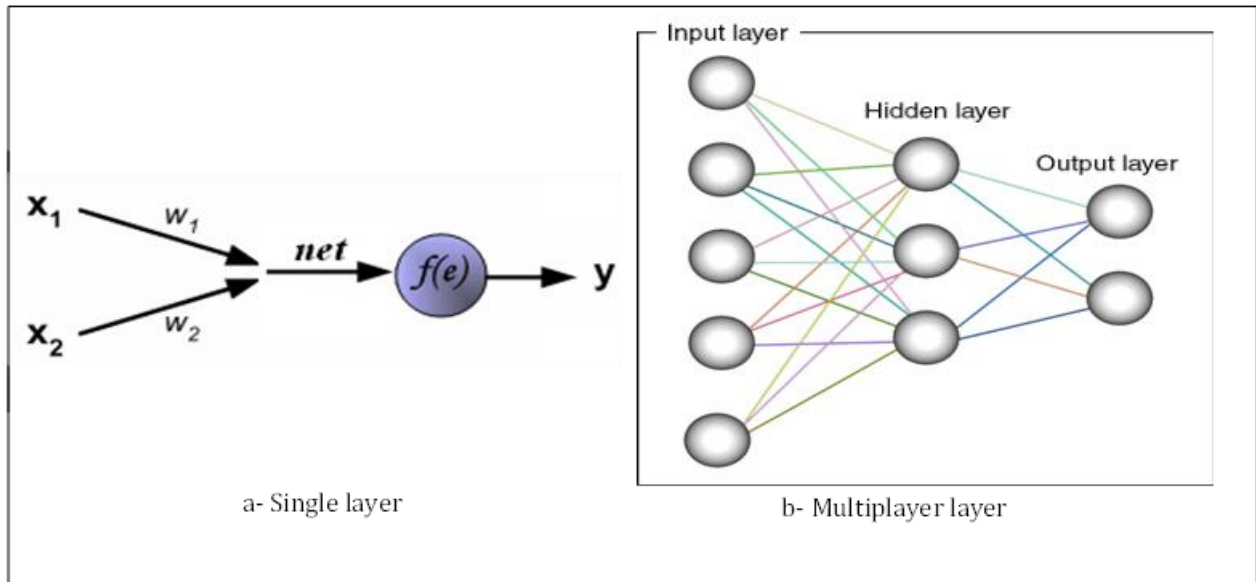 x₁
w₁
net
f(e)
y
x₂
w₂
a- Single layer
Input layer
Hidden layer
Output layer
b- Multiplayer layer